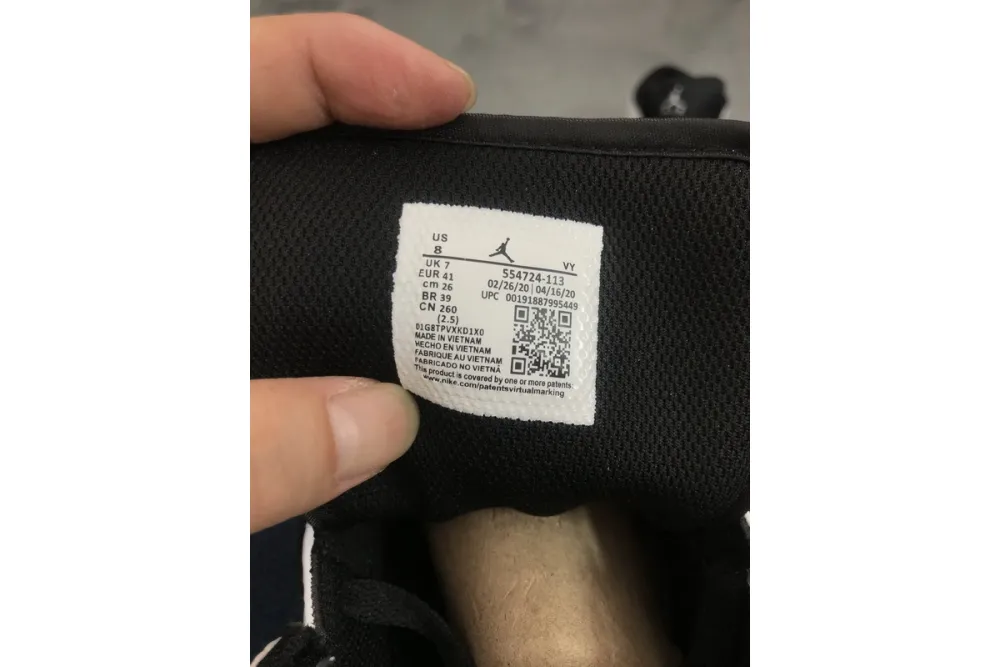 US
8
VY
UK 7
EUR 41
cm 26
BR 39
CN 260
(2.5)
554724-113
02/26/20 | 04/16/20
UPC 00191887995449
01G8TPVXKD1X0
MADE IN VIETNAM
HECHO EN VIETNAM
FABRIQUE AU VIETNAM
FABRICADO NO VIETNÃ
This product is covered by one or more patents:
www.nike.com/patentsvirtualmarking